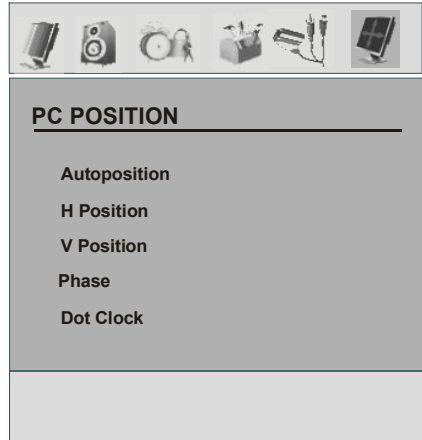 PC POSITION
Autoposition
H Position
V Position
Phase
Dot Clock